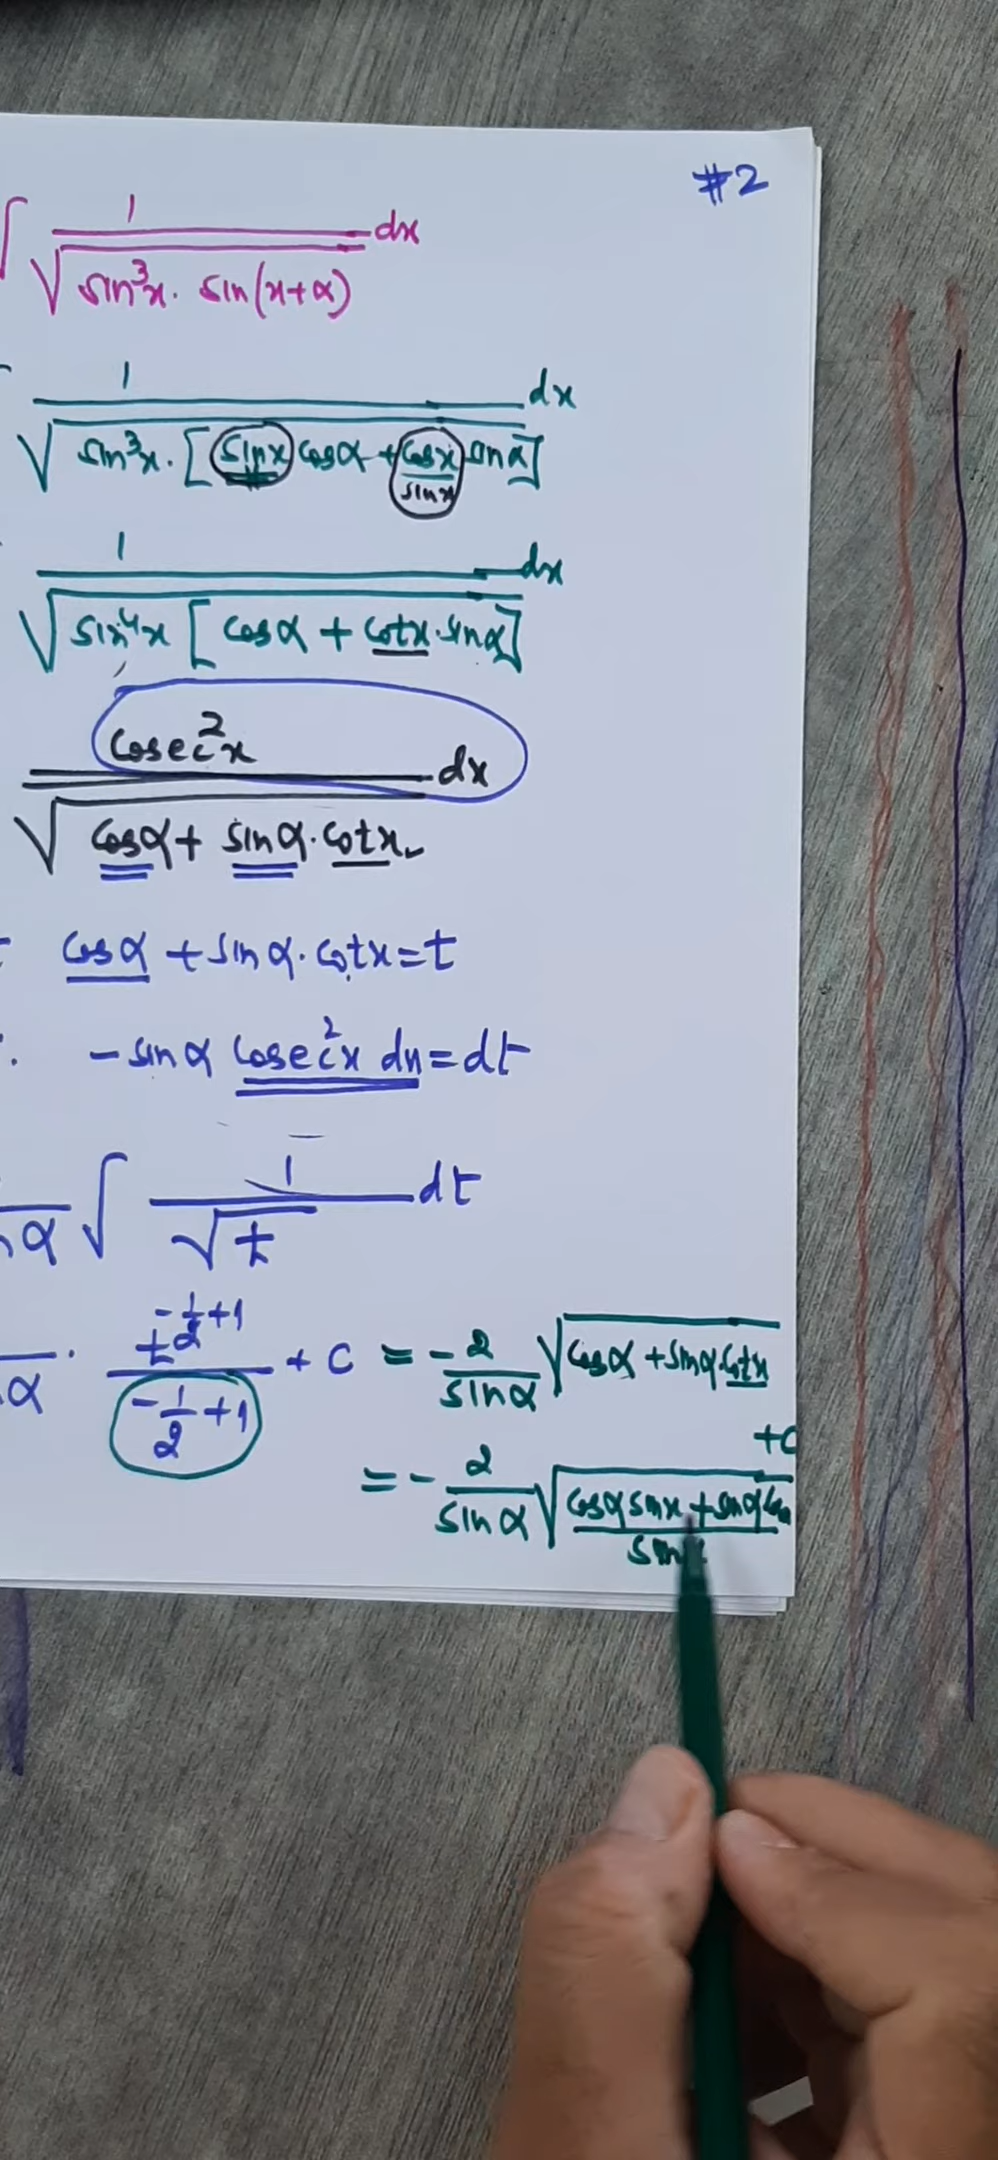 #2
∫ 1/√(sin³x. sin(x+α)) dx
1/√(sin³x.[sinx cosα + cosx/sinx sinα]) dx
1/√(sin⁴x [cosα + cotx.sinα]) dx
cosec²x/√(cosα + sinα.cotx) dx
cosα + sinα.cotx = t
-sinα cosec²x dx = dt
α ∫ 1/√t dt
α . t^(-1/2+1)/(-1/2+1) + C = -2/sinα √(cosα + sinα.cotx)
+C
= -2/sinα √((cosα sinx + sinα cos)/sin)